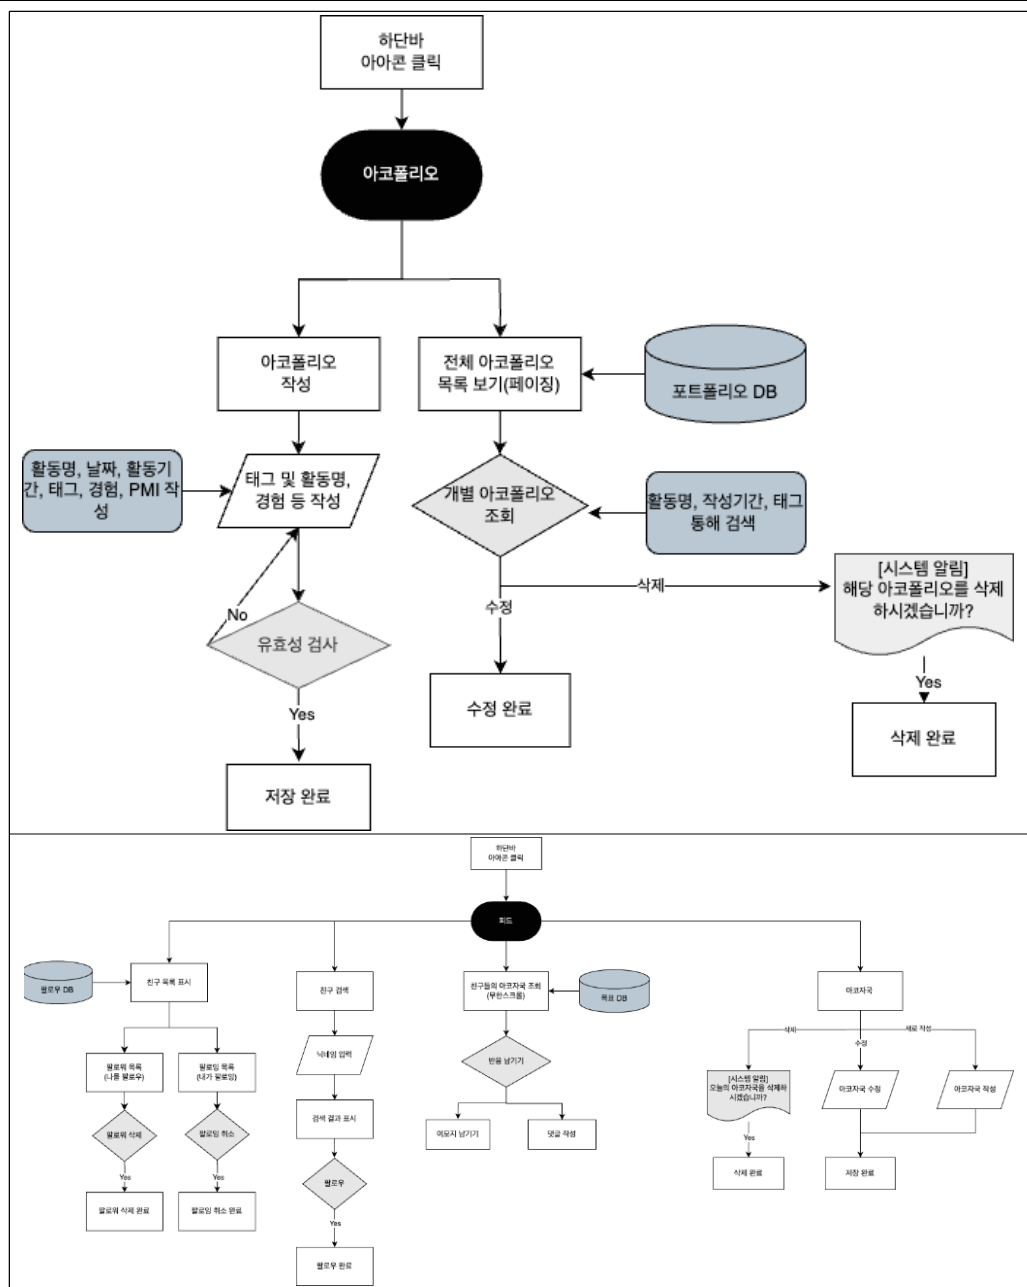 하단바
아아콘 클릭
아코폴리오
아코폴리오
작성
전체 아코폴리오
목록 보기(페이징)
포트폴리오 DB
활동명, 날짜, 활동기
간, 태그, 경험, PMI 작
성
태그 및 활동명,
경험 등 작성
개별 아코폴리오
조회
활동명, 작성기간, 태그
통해 검색
삭제
[시스템 알림]
해당 아코폴리오를 삭제
하시겠습니까?
수정
No
유효성 검사
Yes
Yes
수정 완료
삭제 완료
저장 완료
하단바
아아콘 클릭
피드
팔로우 DB
친구 목록 표시
친구 검색
친구들의 아코자국 조회
(무한스크롤)
목표 DB
아코자국
삭제
수정
새로 작성
팔로워 목록
(나를 팔로우)
팔로잉 목록
(내가 팔로잉)
닉네임 입력
반응 남기기
[시스템 알림]
오늘의 아코자국을 삭제하
시겠습니까?
아코자국 수정
아코자국 작성
팔로워 삭제
팔로잉 취소
검색 결과 표시
이모지 남기기
댓글 작성
Yes
Yes
Yes
삭제 완료
저장 완료
팔로우
팔로워 삭제 완료
팔로잉 취소 완료
Yes
팔로우 완료